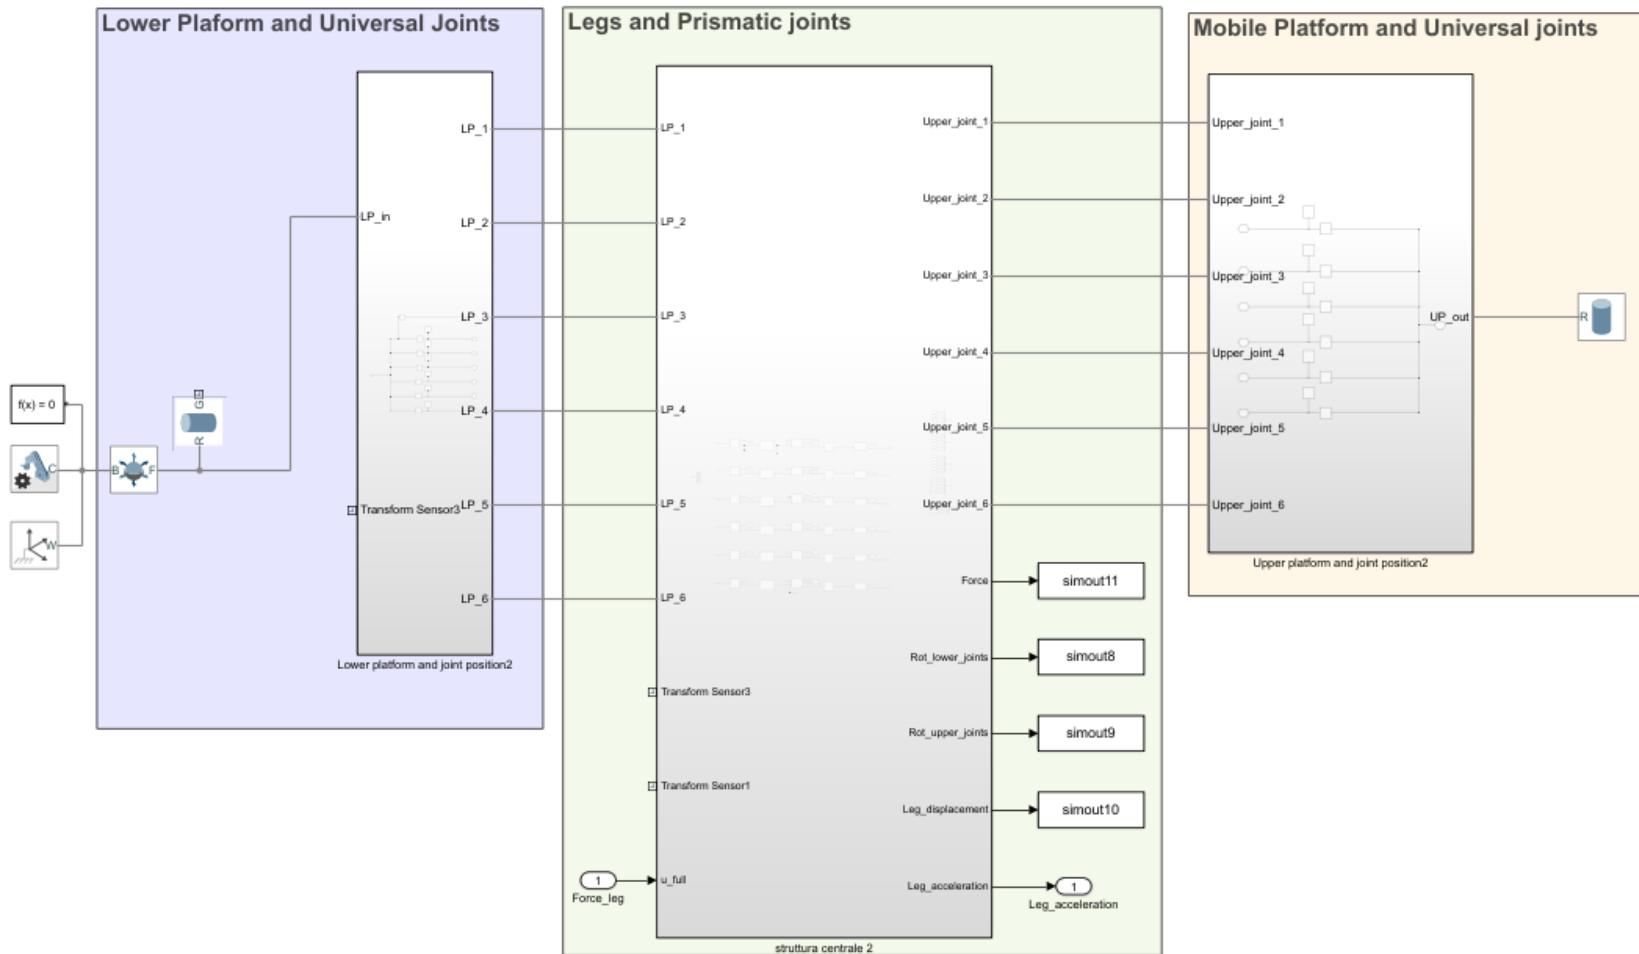 Lower Plaform and Universal Joints
Legs and Prismatic joints
Mobile Platform and Universal joints
f(x) = 0
C
W
B
F
G
R
LP_in
Transform Sensor3
LP_1
LP_2
LP_3
LP_4
LP_5
LP_6
Lower platform and joint position2
LP_1
LP_2
LP_3
LP_4
LP_5
LP_6
Transform Sensor3
Transform Sensor1
u_full
1
Force_leg
Upper_joint_1
Upper_joint_2
Upper_joint_3
Upper_joint_4
Upper_joint_5
Upper_joint_6
Force
Rot_lower_joints
Rot_upper_joints
Leg_displacement
Leg_acceleration
struttura centrale 2
simout11
simout8
simout9
simout10
1
Leg_acceleration
Upper_joint_1
Upper_joint_2
Upper_joint_3
Upper_joint_4
Upper_joint_5
Upper_joint_6
UP_out
Upper platform and joint position2
R